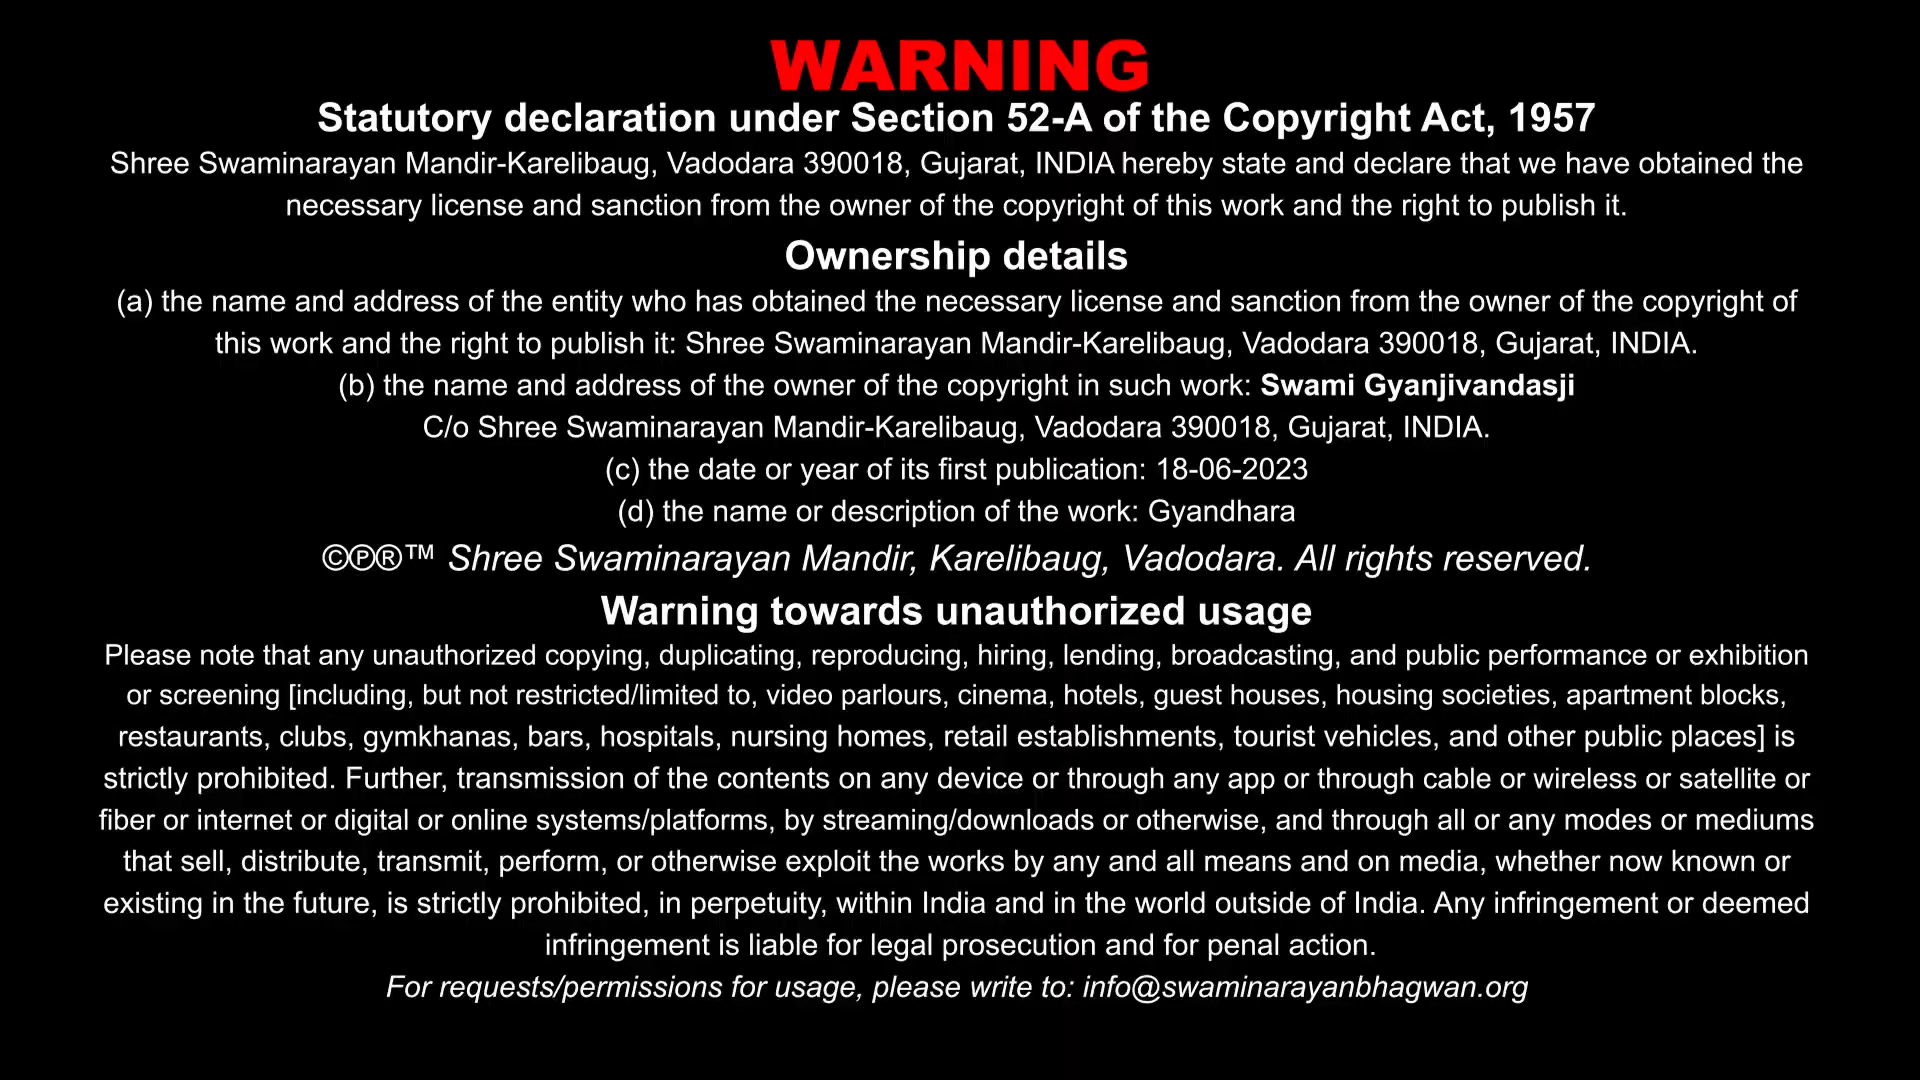 WARNING
Statutory declaration under Section 52-A of the Copyright Act, 1957
Shree Swaminarayan Mandir-Karelibaug, Vadodara 390018, Gujarat, INDIA hereby state and declare that we have obtained the
necessary license and sanction from the owner of the copyright of this work and the right to publish it.
Ownership details
(a) the name and address of the entity who has obtained the necessary license and sanction from the owner of the copyright of
this work and the right to publish it: Shree Swaminarayan Mandir-Karelibaug, Vadodara 390018, Gujarat, INDIA.
(b) the name and address of the owner of the copyright in such work: Swami Gyanjivandasji
C/o Shree Swaminarayan Mandir-Karelibaug, Vadodara 390018, Gujarat, INDIA.
(c) the date or year of its first publication: 18-06-2023
(d) the name or description of the work: Gyandhara
©℗®™ Shree Swaminarayan Mandir, Karelibaug, Vadodara. All rights reserved.
Warning towards unauthorized usage
Please note that any unauthorized copying, duplicating, reproducing, hiring, lending, broadcasting, and public performance or exhibition
or screening [including, but not restricted/limited to, video parlours, cinema, hotels, guest houses, housing societies, apartment blocks,
restaurants, clubs, gymkhanas, bars, hospitals, nursing homes, retail establishments, tourist vehicles, and other public places] is
strictly prohibited. Further, transmission of the contents on any device or through any app or through cable or wireless or satellite or
fiber or internet or digital or online systems/platforms, by streaming/downloads or otherwise, and through all or any modes or mediums
that sell, distribute, transmit, perform, or otherwise exploit the works by any and all means and on media, whether now known or
existing in the future, is strictly prohibited, in perpetuity, within India and in the world outside of India. Any infringement or deemed
infringement is liable for legal prosecution and for penal action.
For requests/permissions for usage, please write to: info@swaminarayanbhagwan.org